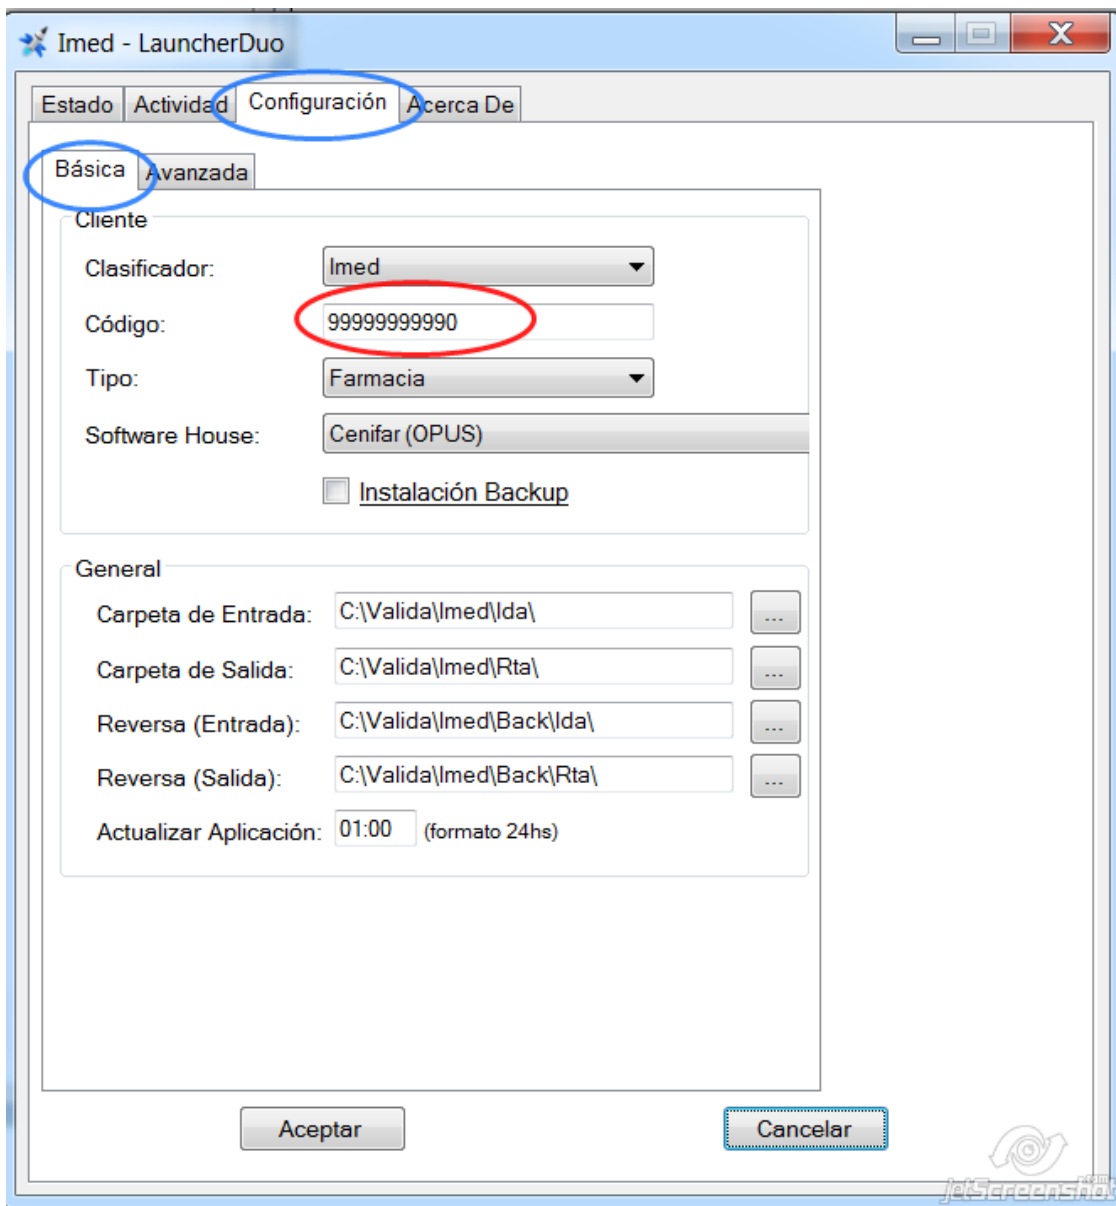 Imed - LauncherDuo
Estado Actividad Configuración Acerca De
Básica Avanzada
Cliente
Clasificador: Imed
Código: 99999999990
Tipo: Farmacia
Software House: Cenifar (OPUS)
Instalación Backup
General
Carpeta de Entrada: C:\Valida\Imed\Ida\ ...
Carpeta de Salida: C:\Valida\Imed\Rta\ ...
Reversa (Entrada): C:\Valida\Imed\Back\Ida\ ...
Reversa (Salida): C:\Valida\Imed\Back\Rta\ ...
Actualizar Aplicación: 01:00 (formato 24hs)
Aceptar Cancelar
jetScreenshot
.com